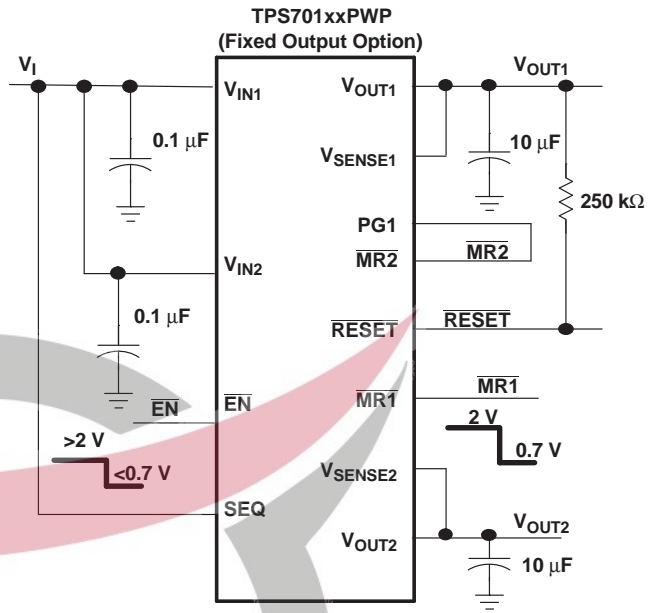 TPS701xxPWP
(Fixed Output Option)
VI
VIN1
VOUT1
VOUT1
0.1 μF
10 μF
VSENSE1
250 kΩ
PG1
MR2
MR2
VIN2
0.1 μF
RESET
RESET
EN
EN
MR1
MR1
>2 V
<0.7 V
2 V
0.7 V
VSENSE2
SEQ
VOUT2
VOUT2
10 μF